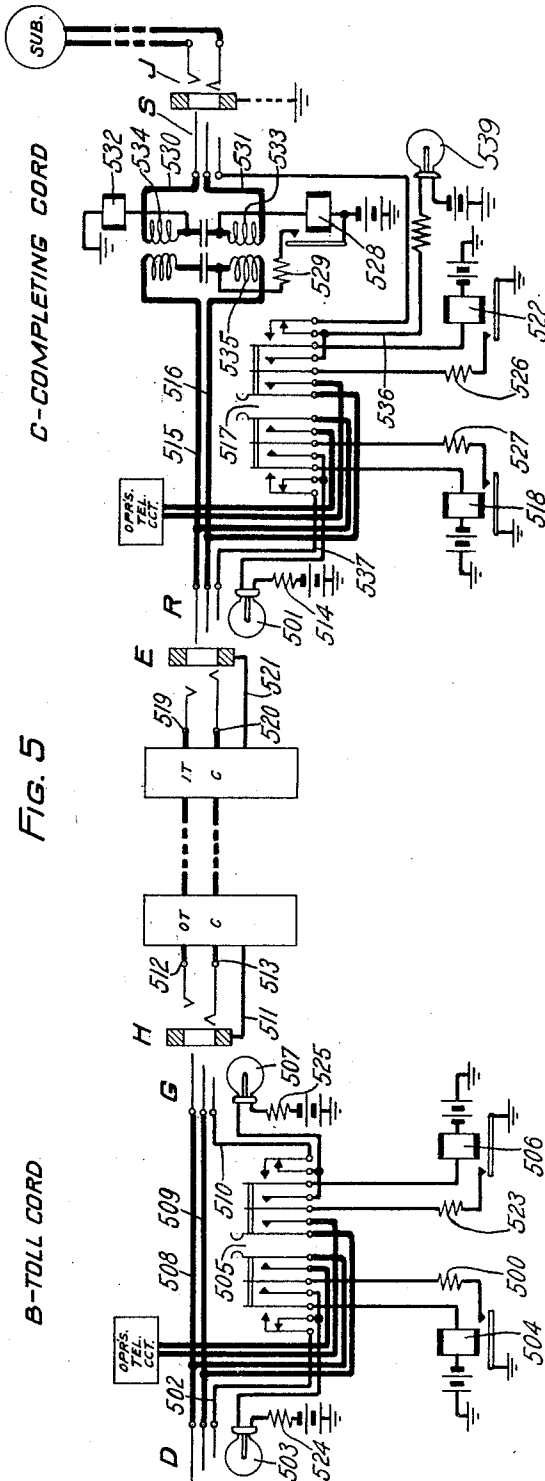 FIG. 5
B-TOLL CORD
C-COMPLETING CORD
SUB.
J
S
532
534
530
531
533
528
529
535
539
515
516
517
536
522
526
527
518
OPR'S.
TEL.
CCT.
R
537
501
514
E
519
520
521
IT
C
OT
C
512
513
511
H
G
507
525
508
509
510
505
506
523
500
504
OPR'S.
TEL.
CCT.
502
D
503
524